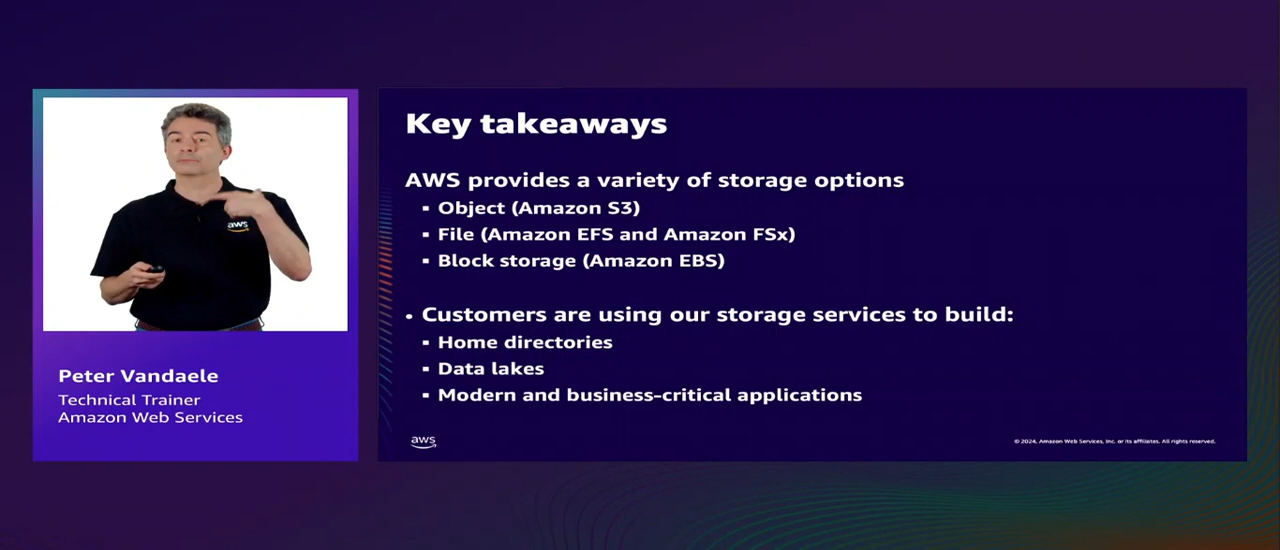 aws
Peter Vandaele
Technical Trainer
Amazon Web Services
Key takeaways
AWS provides a variety of storage options
▪ Object (Amazon S3)
▪ File (Amazon EFS and Amazon FSx)
▪ Block storage (Amazon EBS)
• Customers are using our storage services to build:
▪ Home directories
▪ Data lakes
▪ Modern and business-critical applications
aws
© 2024, Amazon Web Services, Inc. or its affiliates. All rights reserved.